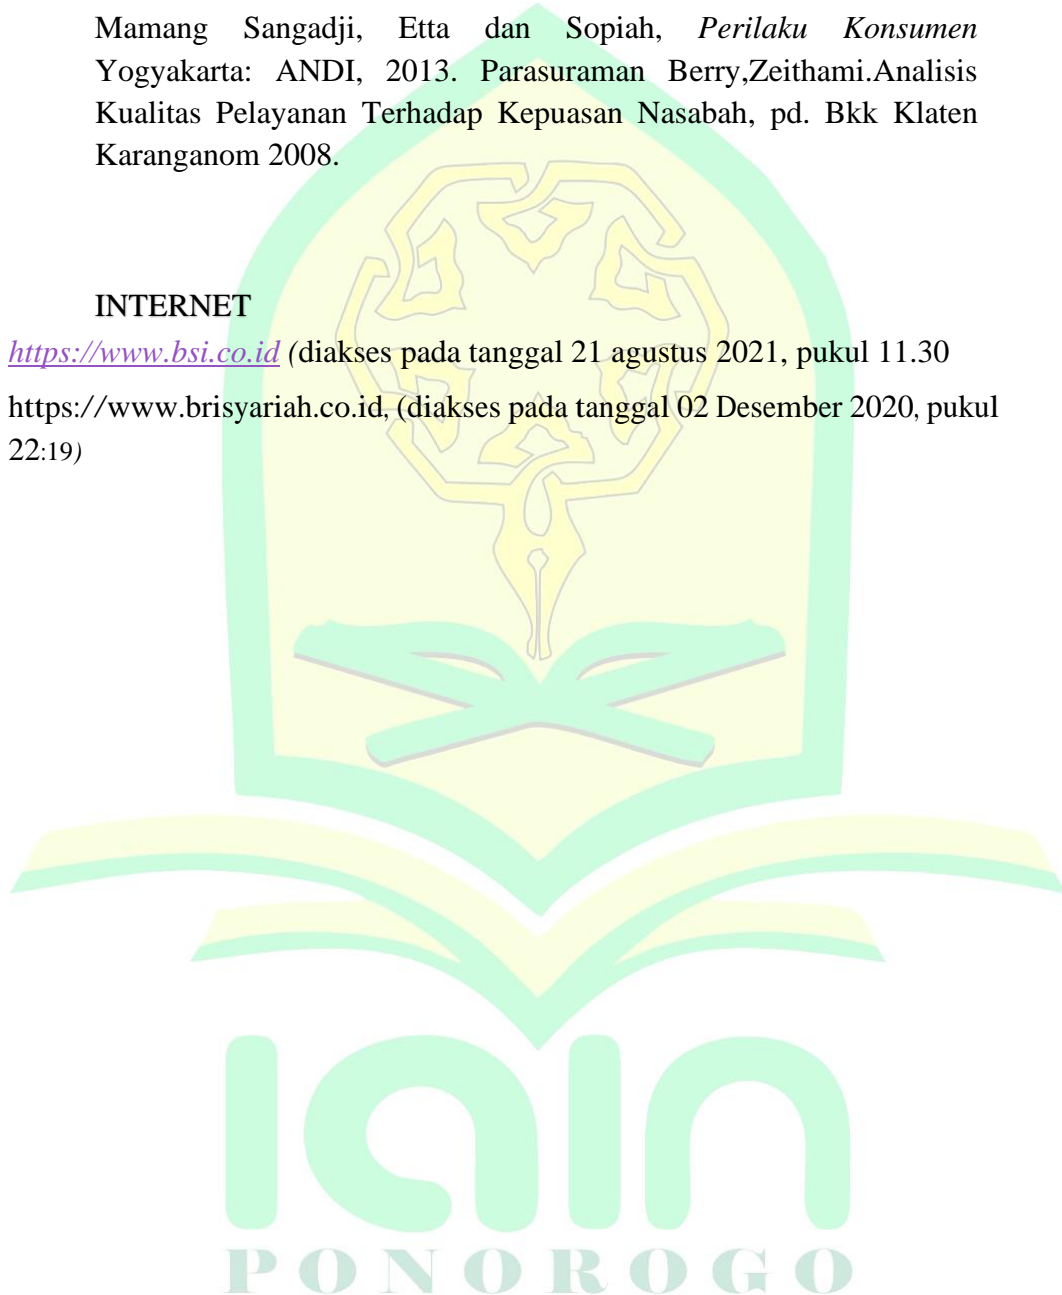 Mamang Sangadji, Etta dan Sopiah, Perilaku Konsumen
Yogyakarta: ANDI, 2013. Parasuraman Berry,Zeithami.Analisis
Kualitas Pelayanan Terhadap Kepuasan Nasabah, pd. Bkk Klaten
Karanganom 2008.
INTERNET
https://www.bsi.co.id (diakses pada tanggal 21 agustus 2021, pukul 11.30
https://www.brisyariah.co.id, (diakses pada tanggal 02 Desember 2020, pukul
22:19)
iain
PONOROGO